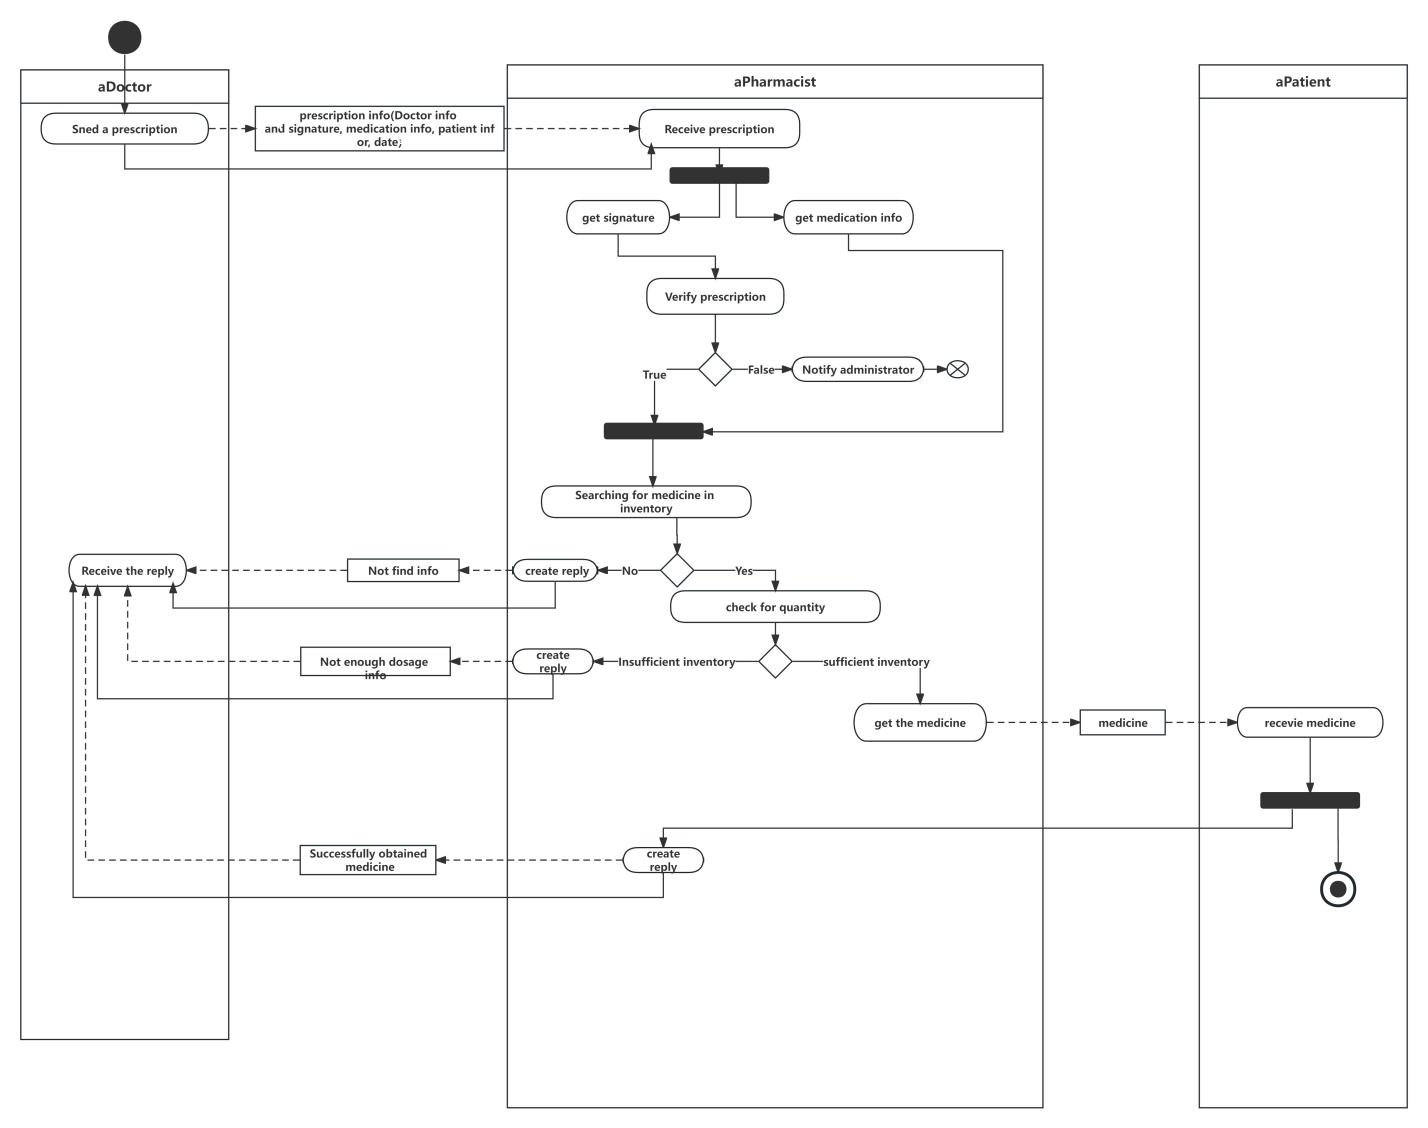 aDoctor
aPharmacist
aPatient
Sned a prescription
prescription info(Doctor info
and signature, medication info, patient inf
or, date;
Receive prescription
get signature
get medication info
Verify prescription
True
False
Notify administrator
Searching for medicine in
inventory
Receive the reply
Not find info
create reply
No
Yes
check for quantity
Not enough dosage
info
create
reply
Insufficient inventory
sufficient inventory
get the medicine
medicine
recevie medicine
Successfully obtained
medicine
create
reply